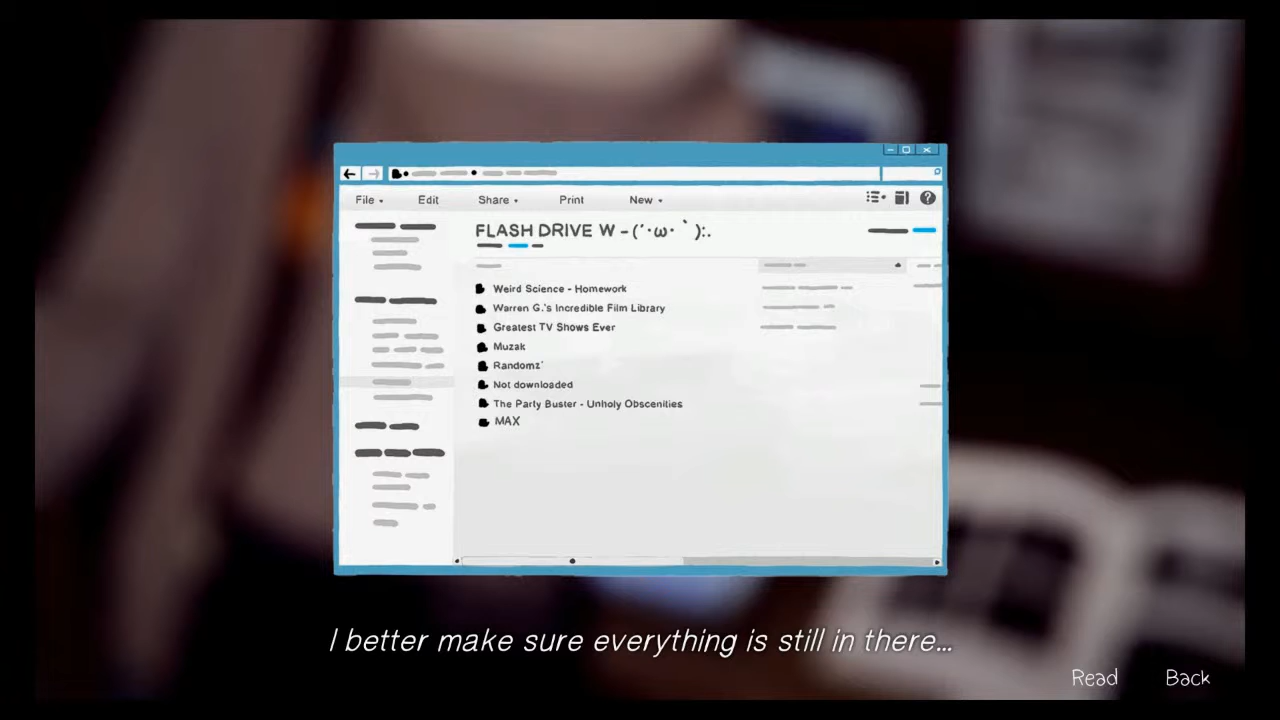 File Edit Share Print New
FLASH DRIVE W - (´･ω･`):.
Weird Science - Homework
Warren G.'s Incredible Film Library
Greatest TV Shows Ever
Muzak
Randomz'
Not downloaded
The Party Buster - Unholy Obscenities
MAX
I better make sure everything is still in there...
Read Back